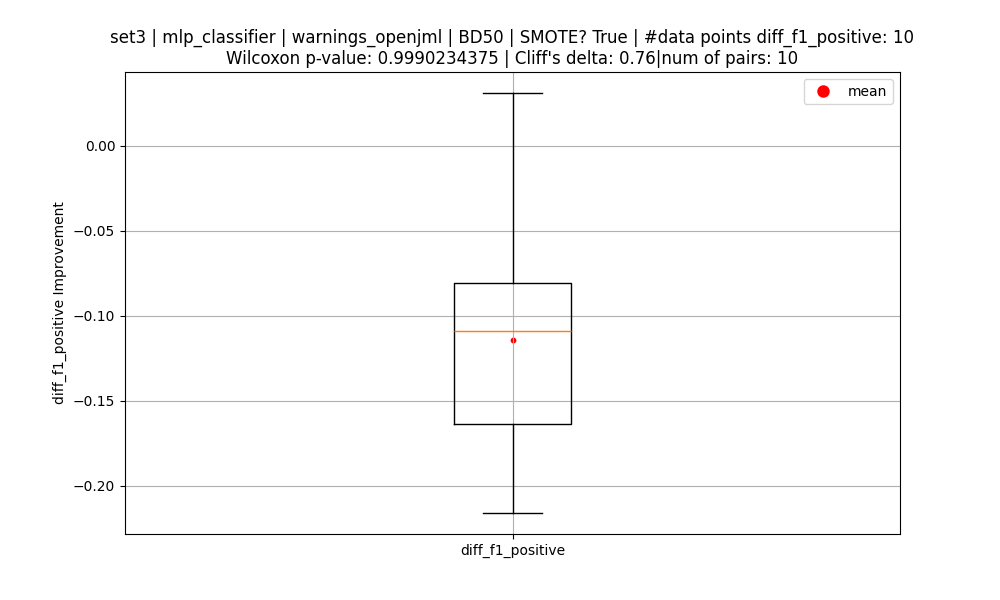 set3 | mlp_classifier | warnings_openjml | BD50 | SMOTE? True | #data points diff_f1_positive: 10
Wilcoxon p-value: 0.9990234375 | Cliff's delta: 0.76|num of pairs: 10
mean
0.00
−0.05
−0.10
−0.15
−0.20
diff_f1_positive Improvement
diff_f1_positive